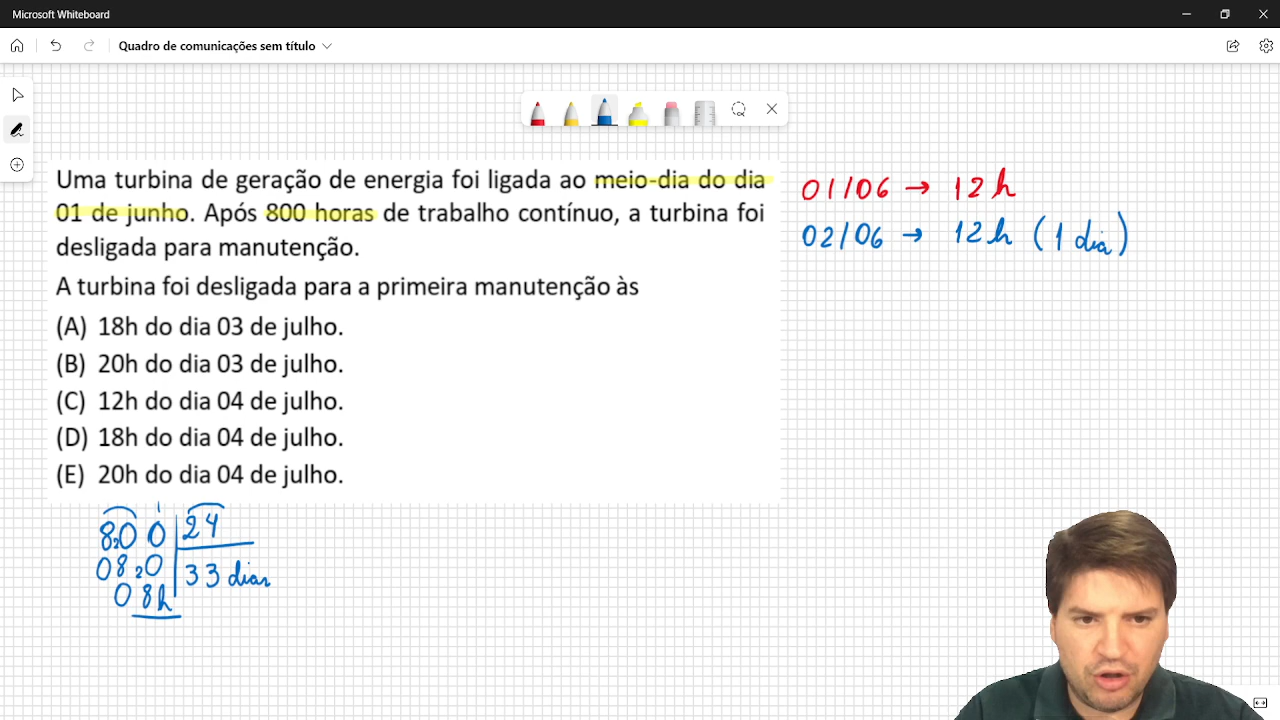 Microsoft Whiteboard
Quadro de comunicações sem título
Uma turbina de geração de energia foi ligada ao meio-dia do dia
01 de junho. Após 800 horas de trabalho contínuo, a turbina foi
desligada para manutenção.
A turbina foi desligada para a primeira manutenção às
(A) 18h do dia 03 de julho.
(B) 20h do dia 03 de julho.
(C) 12h do dia 04 de julho.
(D) 18h do dia 04 de julho.
(E) 20h do dia 04 de julho.
01/06 → 12h
02/06 → 12h (1 dia)
800 24
0820 33 dias
08h